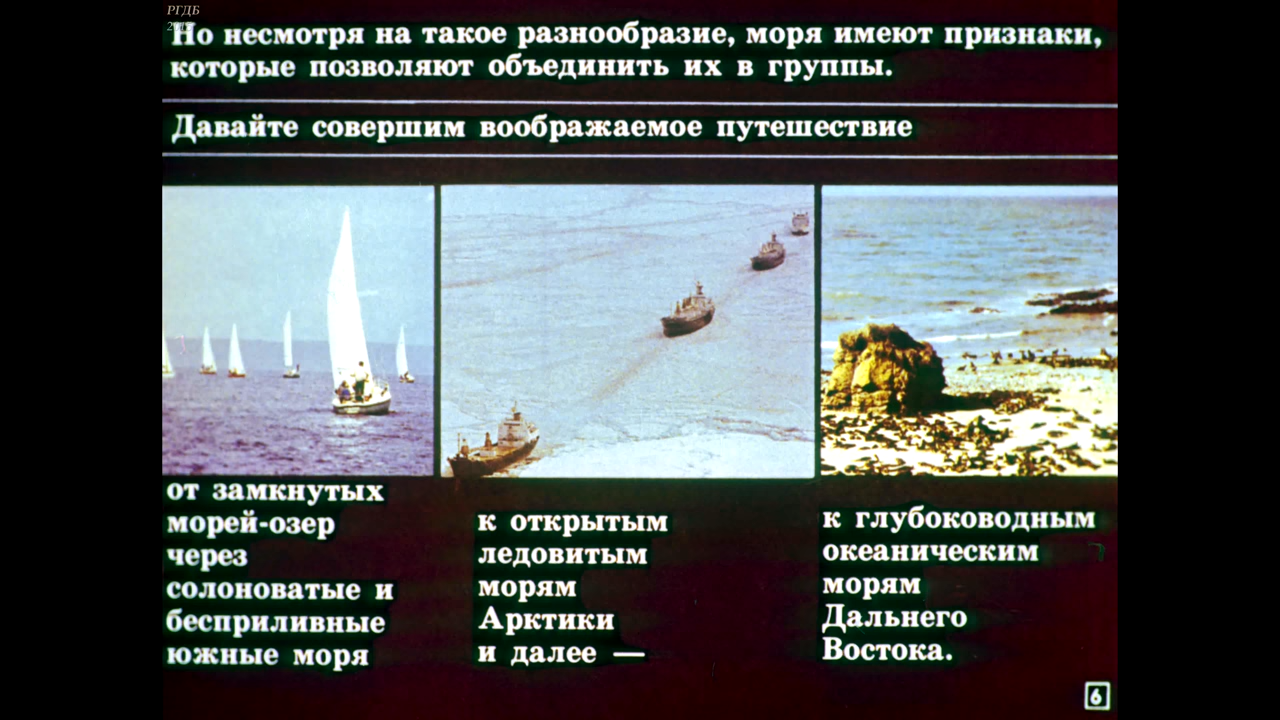 РГДБ
Но несмотря на такое разнообразие, моря имеют признаки,
которые позволяют объединить их в группы.
Давайте совершим воображаемое путешествие
от замкнутых
морей-озер
через
солоноватые и
бесприливные
южные моря
к открытым
ледовитым
морям
Арктики
и далее —
к глубоководным
океаническим
морям
Дальнего
Востока.
6